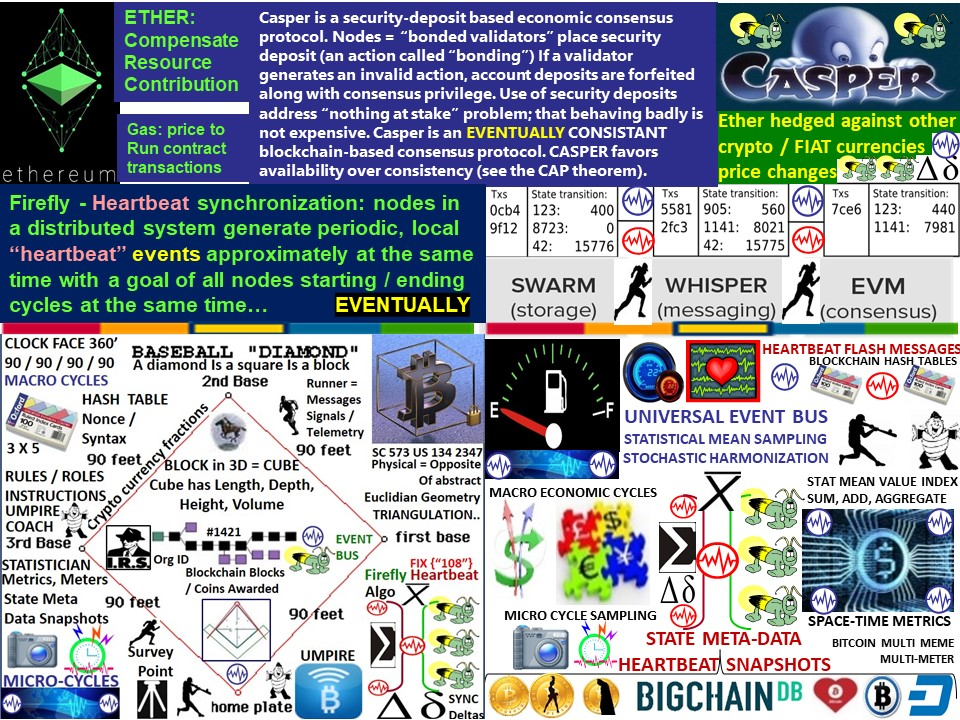 ETHER:
Compensate
Resource
Contribution
Gas: price to
Run contract
transactions
ethereum
Casper is a security-deposit based economic consensus
protocol. Nodes = “bonded validators” place security
deposit (an action called “bonding”) If a validator
generates an invalid action, account deposits are forfeited
along with consensus privilege. Use of security deposits
address “nothing at stake” problem; that behaving badly is
not expensive. Casper is an EVENTUALLY CONSISTANT
blockchain-based consensus protocol. CASPER favors
availability over consistency (see the CAP theorem).
CASPER
Ether hedged against other
crypto / FIAT currencies
price changes Δ δ
Firefly - Heartbeat synchronization: nodes in
a distributed system generate periodic, local
“heartbeat” events approximately at the same
time with a goal of all nodes starting / ending
cycles at the same time… EVENTUALLY
Txs State transition:
0cb4 123: 400
9f12 8723: 0
42: 15776
Txs State transition:
5581 905: 560
2fc3 1141: 8021
42: 15775
Txs State transition:
7ce6 123: 440
1141: 7981
SWARM
(storage)
WHISPER
(messaging)
EVM
(consensus)
CLOCK FACE 360’
90 / 90 / 90 / 90
MACRO CYCLES
BASEBALL "DIAMOND"
A diamond is a square is a block
2nd Base
Runner =
Messages
Signals /
Telemetry
90 feet
HASH TABLE
Nonce /
Syntax
90 feet
Oxford
100
3 X 5
Crypto currency fractions
BLOCK in 3D = CUBE
Cube has Length, Depth,
Height, Volume
SC 573 US 134 2347
Physical = Opposite
Of abstract
Euclidian Geometry
TRIANGULATION..
RULES / ROLES
INSTRUCTIONS
UMPIRE
COACH
3rd Base
I.R.S.
Org ID
#1421
EVENT
BUS
first base
Blockchain Blocks
/ Coins Awarded
STATISTICIAN
Metrics, Meters
State Meta
Data Snapshots
90 feet
90 feet
FIX {“108”}
Firefly Heartbeat
Algo
X
Σ
Δ δ SYNC
Deltas
MICRO-CYCLES
Survey
Point
home plate
UMPIRE
E F
HEARTBEAT FLASH MESSAGES
BLOCKCHAIN HASH TABLES
UNIVERSAL EVENT BUS
STATISTICAL MEAN SAMPLING
STOCHASTIC HARMONIZATION
MACRO ECONOMIC CYCLES
STAT MEAN VALUE INDEX
SUM, ADD, AGGREGATE
X
Σ
Δδ
MICRO CYCLE SAMPLING
SPACE-TIME METRICS
STATE META-DATA
HEARTBEAT SNAPSHOTS
BITCOIN MULTI MEME
MULTI-METER
BIGCHAIN DB